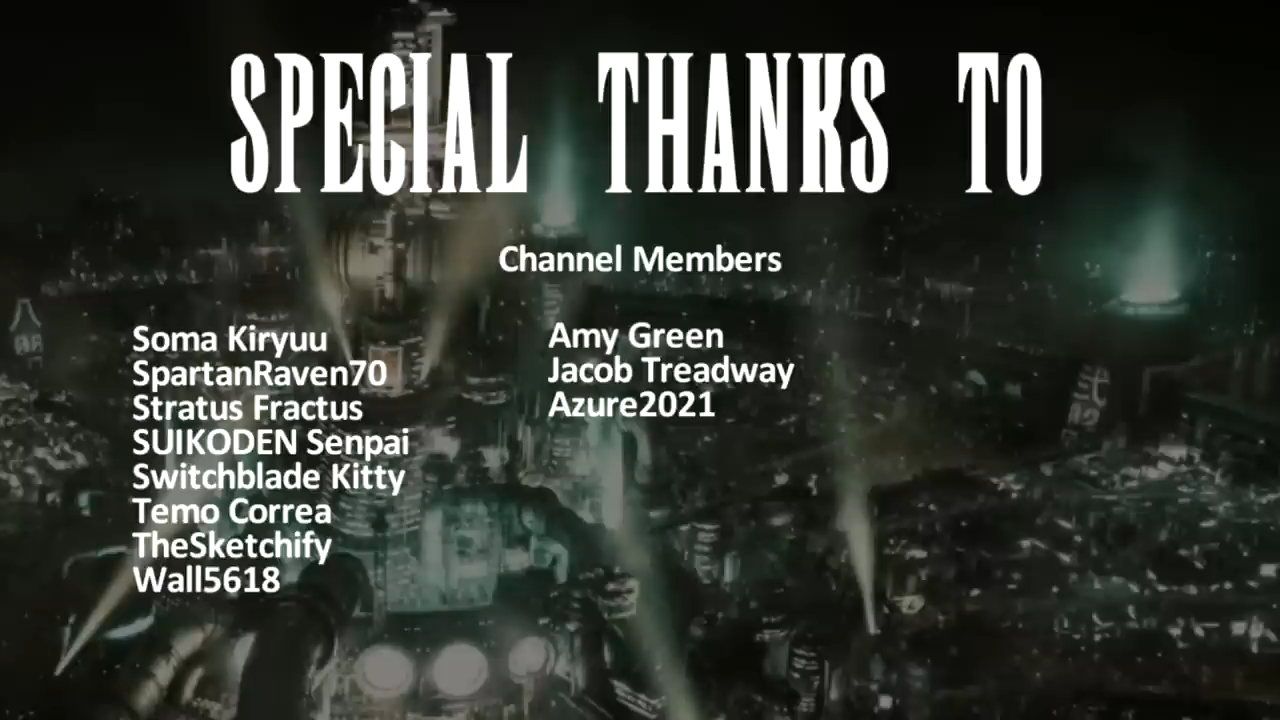 SPECIAL THANKS TO
Channel Members
Soma Kiryuu
SpartanRaven70
Stratus Fractus
SUIKODEN Senpai
Switchblade Kitty
Temo Correa
TheSketchify
Wall5618
Amy Green
Jacob Treadway
Azure2021